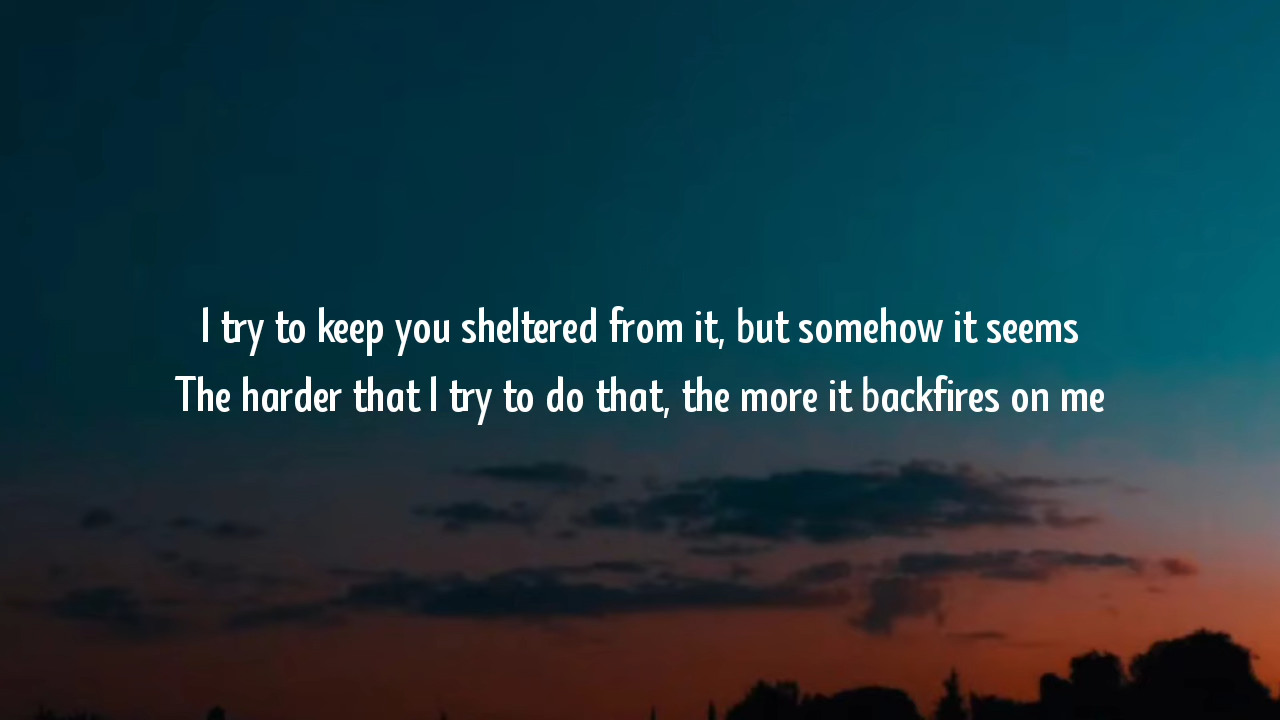 I try to keep you sheltered from it, but somehow it seems
The harder that I try to do that, the more it backfires on me